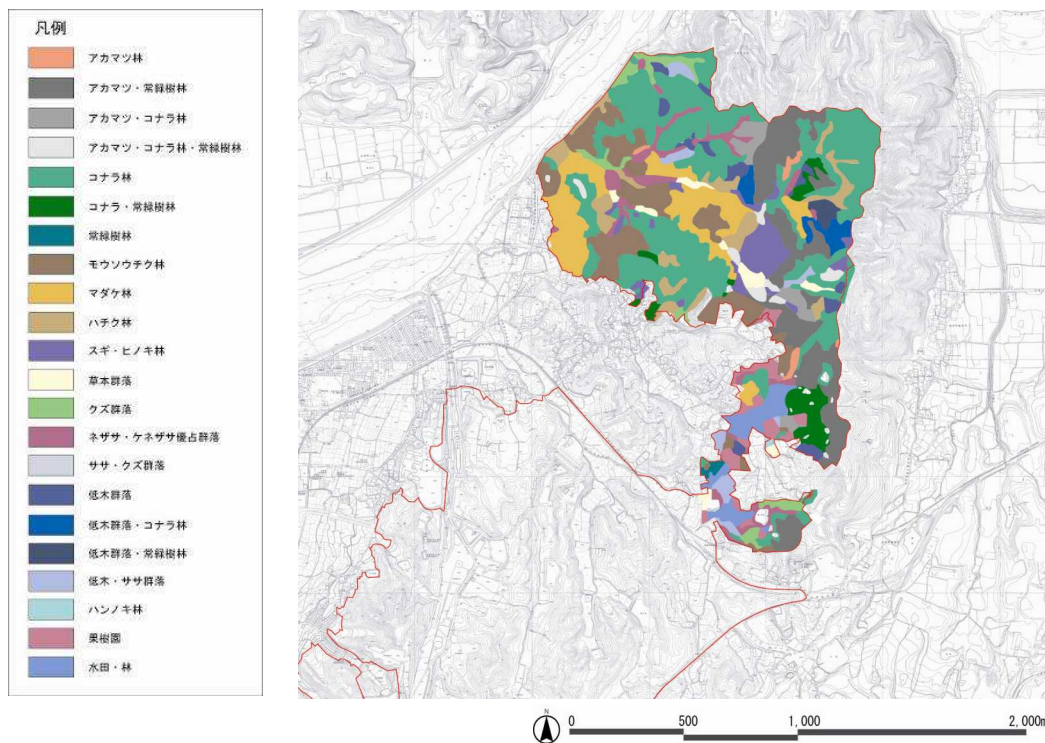 凡例
アカマツ林
アカマツ・常緑樹林
アカマツ・コナラ林
アカマツ・コナラ林・常緑樹林
コナラ林
コナラ・常緑樹林
常緑樹林
モウソウチク林
マダケ林
ハチク林
スギ・ヒノキ林
草本群落
クズ群落
ネザサ・ケネザサ優占群落
ササ・クズ群落
低木群落
低木群落・コナラ林
低木群落・常緑樹林
低木・ササ群落
ハンノキ林
果樹園
水田・林
0 500 1,000 2,000m